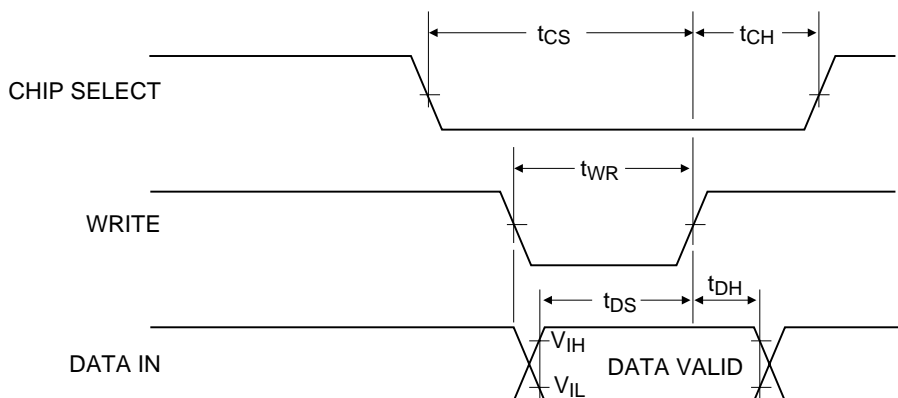 tCS
tCH
CHIP SELECT
tWR
WRITE
tDS
tDH
DATA IN
VIH
DATA VALID
VIL